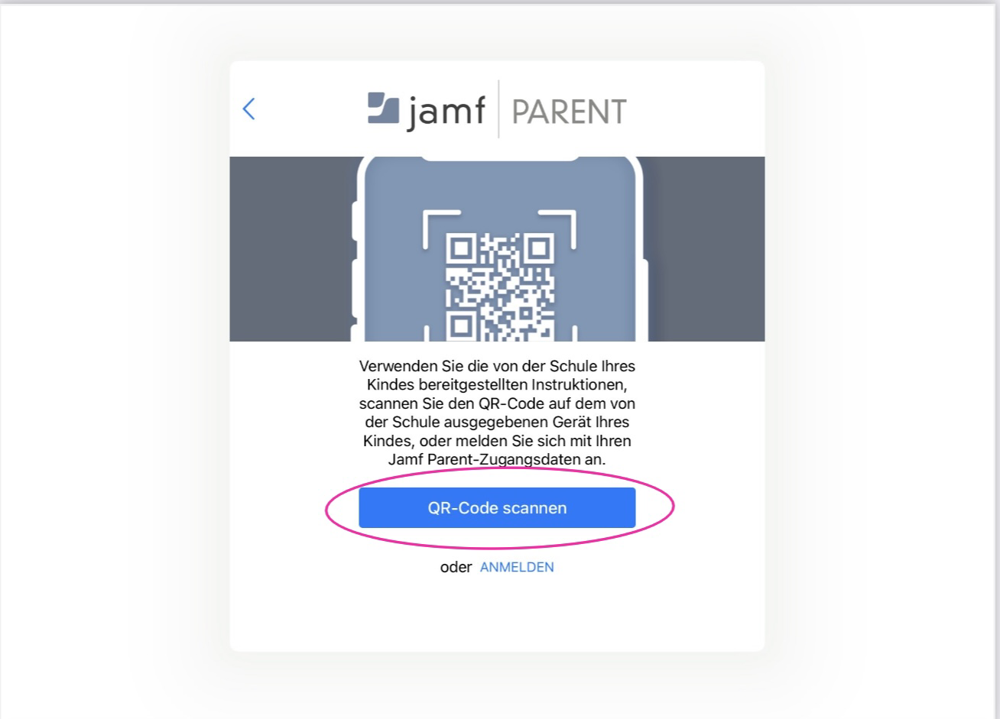 jamf | PARENT
Verwenden Sie die von der Schule Ihres
Kindes bereitgestellten Instruktionen,
scannen Sie den QR-Code auf dem von
der Schule ausgegebenen Gerät Ihres
Kindes, oder melden Sie sich mit Ihren
Jamf Parent-Zugangsdaten an.
QR-Code scannen
oder ANMELDEN